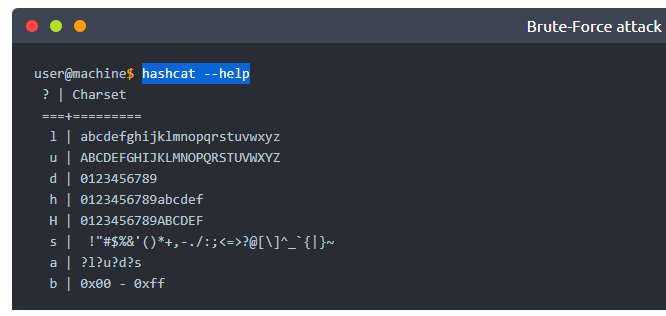 Brute-Force attack
user@machine$ hashcat --help
? | Charset
===+=========
l | abcdefghijklmnopqrstuvwxyz
u | ABCDEFGHIJKLMNOPQRSTUVWXYZ
d | 0123456789
h | 0123456789abcdef
H | 0123456789ABCDEF
s |  !"#$%&'()*+,-./:;<=>?@[\]^_`{|}~
a | ?l?u?d?s
b | 0x00 - 0xff